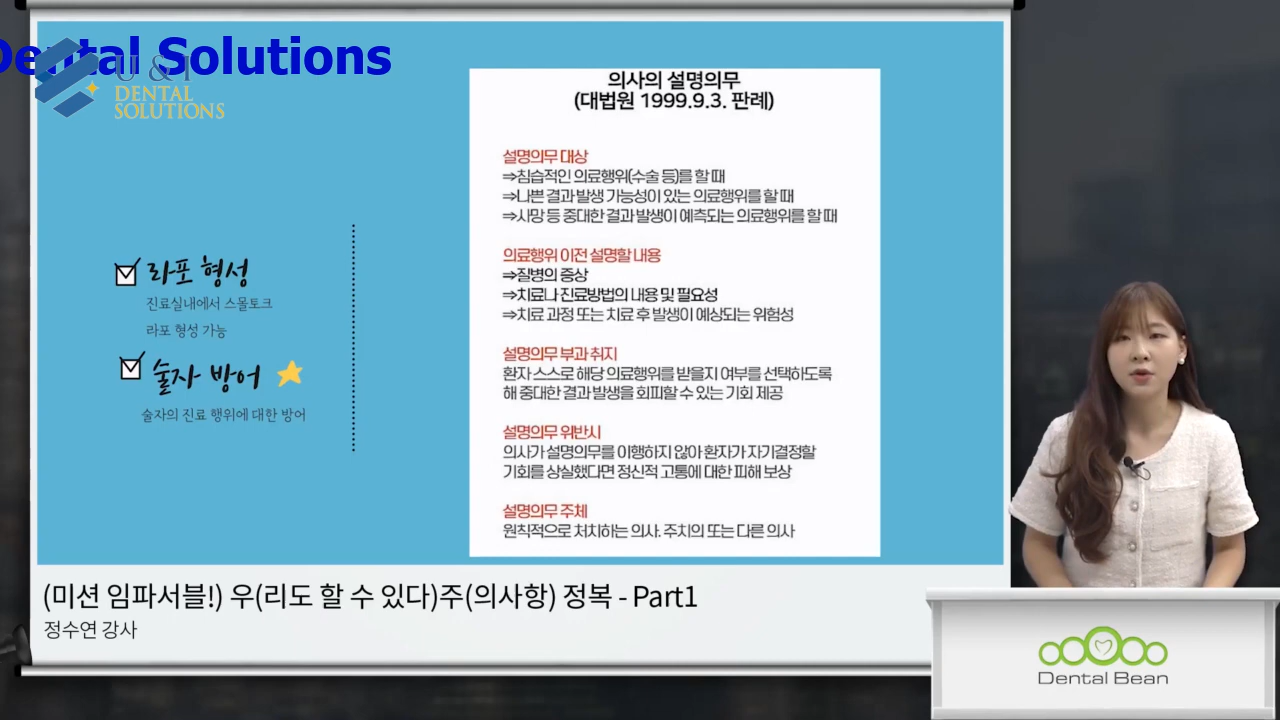 Dental Solutions
U & I
DENTAL
SOLUTIONS
라포 형성
진료실내에서 스몰토크
라포 형성 가능
술자 방어
술자의 진료 행위에 대한 방어
의사의 설명의무
(대법원 1999.9.3. 판례)
설명의무 대상
⇒침습적인 의료행위(수술 등)를 할 때
⇒나쁜 결과 발생 가능성이 있는 의료행위를 할 때
⇒사망 등 중대한 결과 발생이 예측되는 의료행위를 할 때
의료행위 이전 설명할 내용
⇒질병의 증상
⇒치료나 진료방법의 내용 및 필요성
⇒치료 과정 또는 치료 후 발생이 예상되는 위험성
설명의무 부과 취지
환자 스스로 해당 의료행위를 받을지 여부를 선택하도록
해 중대한 결과 발생을 회피할 수 있는 기회 제공
설명의무 위반시
의사가 설명의무를 이행하지 않아 환자가 자기결정할
기회를 상실했다면 정신적 고통에 대한 피해 보상
설명의무 주체
원칙적으로 처치하는 의사. 주치의 또는 다른 의사
(미션 임파서블!) 우(리도 할 수 있다)주(의사항) 정복 - Part1
정수연 강사
Dental Bean